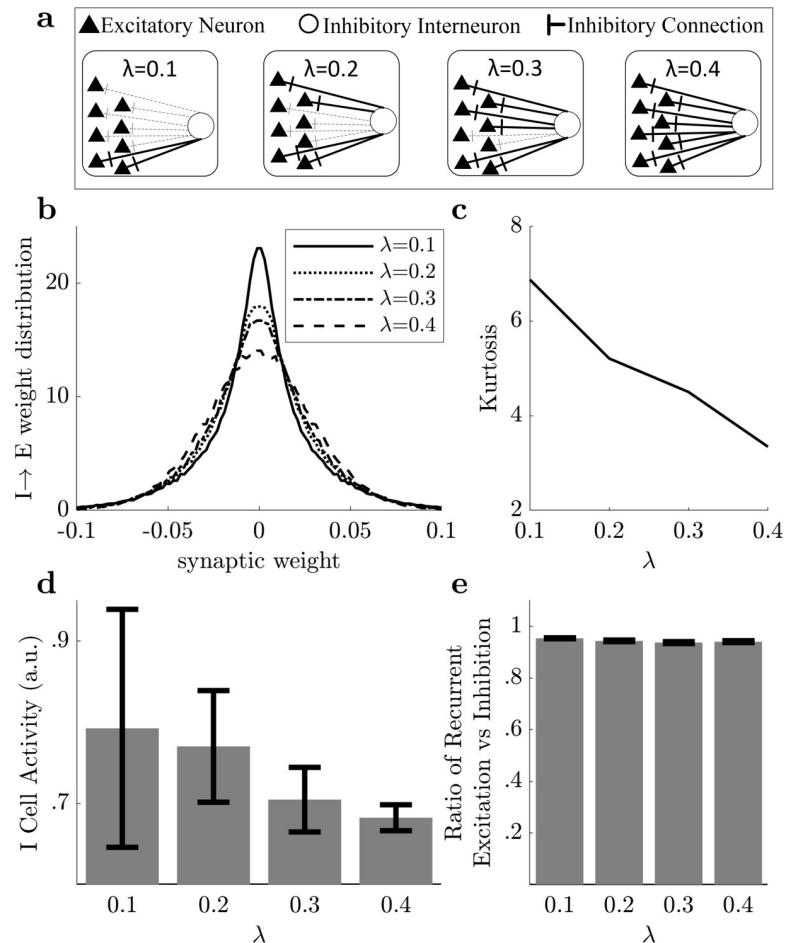 a ▲Excitatory Neuron ○Inhibitory Interneuron Inhibitory Connection
λ=0.1 λ=0.2 λ=0.3 λ=0.4
b
I→ E weight distribution
20
10
0
-0.1 -0.05 0 0.05 0.1
synaptic weight
λ=0.1
λ=0.2
λ=0.3
λ=0.4
c
Kurtosis
8
6
4
2
0.1 0.2 0.3 0.4
λ
d
I Cell Activity (a.u.)
.9
.7
0.1 0.2 0.3 0.4
λ
e
Ratio of Recurrent
Excitation vs Inhibition
1
.8
.6
.4
.2
0.1 0.2 0.3 0.4
λ